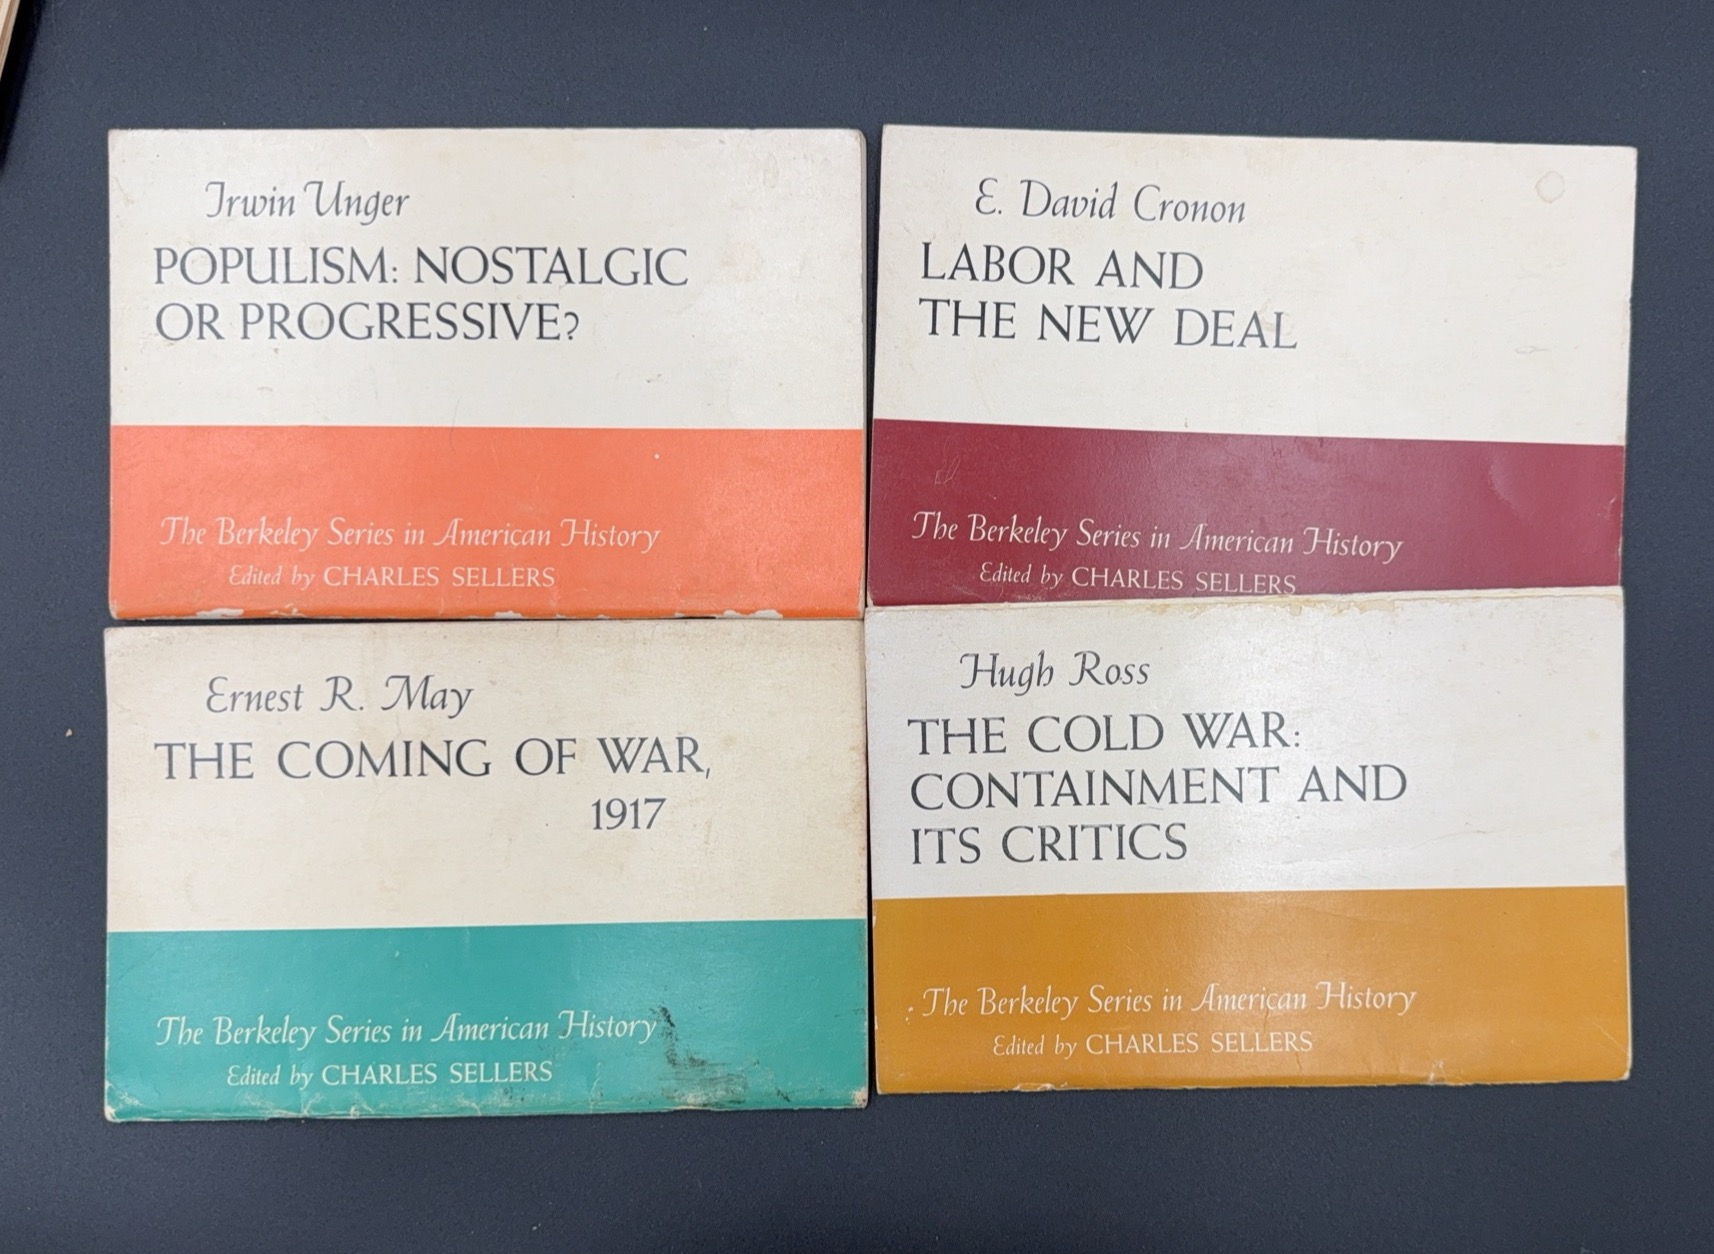 Irwin Unger
POPULISM: NOSTALGIC
OR PROGRESSIVE?
The Berkeley Series in American History
Edited by CHARLES SELLERS
E. David Cronon
LABOR AND
THE NEW DEAL
The Berkeley Series in American History
Edited by CHARLES SELLERS
Ernest R. May
THE COMING OF WAR,
1917
The Berkeley Series in American History
Edited by CHARLES SELLERS
Hugh Ross
THE COLD WAR:
CONTAINMENT AND
ITS CRITICS
The Berkeley Series in American History
Edited by CHARLES SELLERS